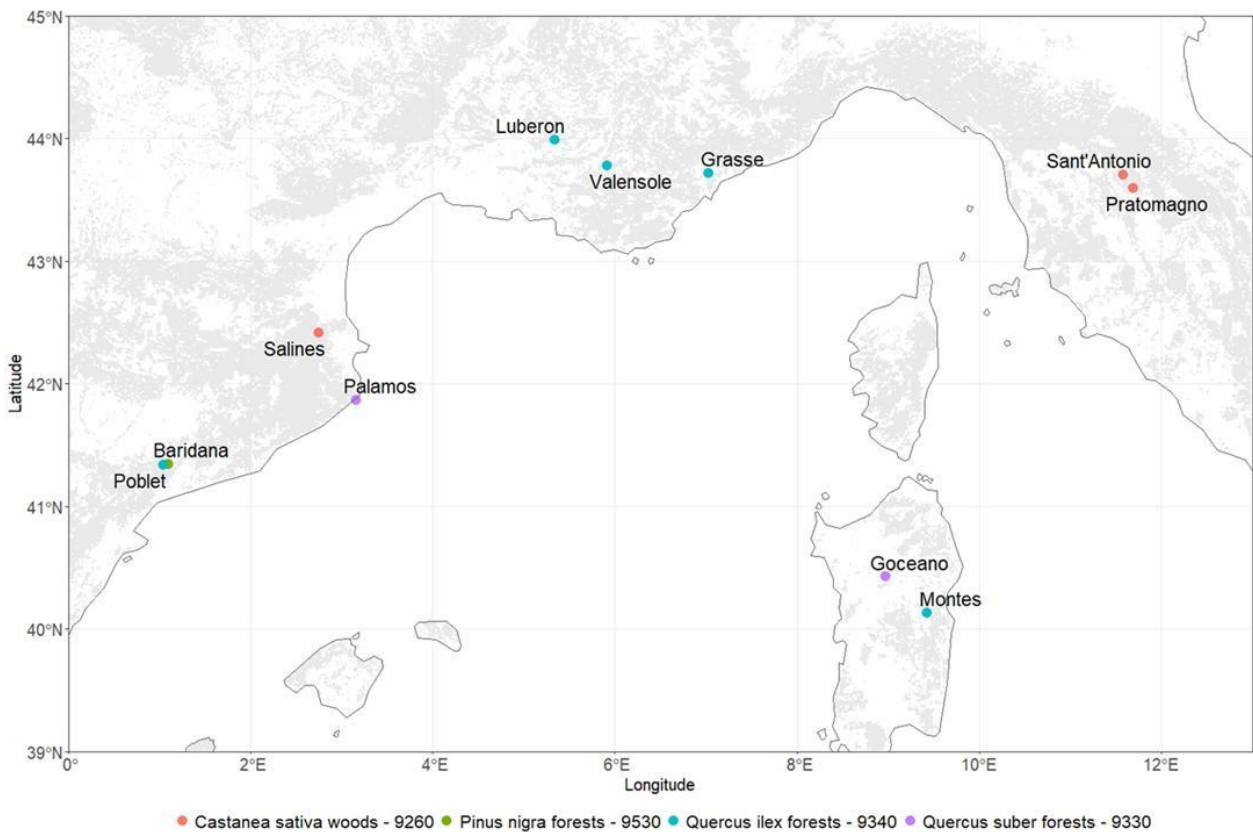 45°N
44°N
43°N
42°N
41°N
40°N
39°N
Latitude
Luberon
Valensole
Grasse
Sant'Antonio
Pratomagno
Salines
Palamos
Baridana
Poblet
Goceano
Montes
0° 2°E 4°E 6°E 8°E 10°E 12°E
Longitude
Castanea sativa woods - 9260 Pinus nigra forests - 9530 Quercus ilex forests - 9340 Quercus suber forests - 9330